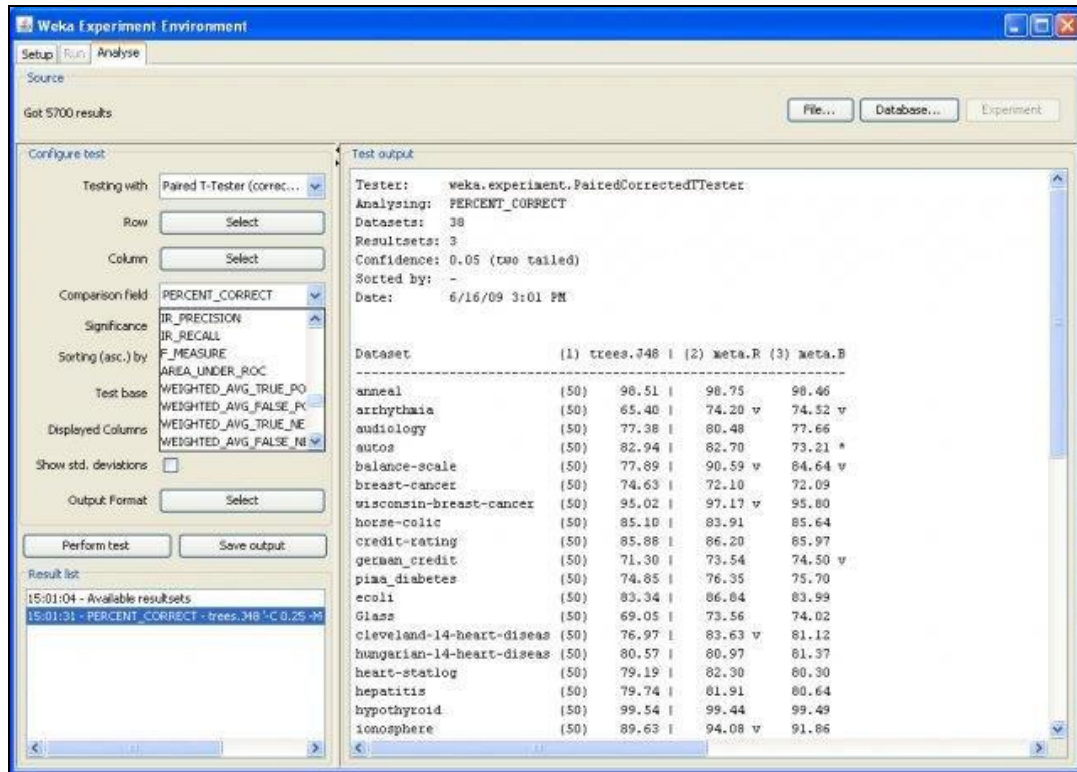 Weka Experiment Environment
Setup Run Analyse
Source
Got 5700 results
File... Database... Experiment
Configure test
Testing with Paired T-Tester (correc...
Row Select
Column Select
Comparison field PERCENT_CORRECT
IR_PRECISION
Significance
IR_RECALL
Sorting (asc.) by F_MEASURE
AREA_UNDER_ROC
Test base WEIGHTED_AVG_TRUE_PO
WEIGHTED_AVG_FALSE_PO
WEIGHTED_AVG_TRUE_NE
Displayed Columns
WEIGHTED_AVG_FALSE_NE
Show std. deviations
Output Format Select
Perform test Save output
Result list
15:01:04 - Available resultsets
15:01:31 - PERCENT_CORRECT - trees.J48 '-C 0.25 -M
Test output
Tester: weka.experiment.PairedCorrectedTTester
Analysing: PERCENT_CORRECT
Datasets: 38
Resultsets: 3
Confidence: 0.05 (two tailed)
Sorted by: -
Date: 6/16/09 3:01 PM
Dataset (1) trees.J48 | (2) meta.R (3) meta.B
--------------------------------------------------------------
anneal (50) 98.51 | 98.75 98.46
arrhythmia (50) 65.40 | 74.20 v 74.52 v
audiology (50) 77.38 | 80.48 77.66
autos (50) 82.94 | 82.70 73.21 *
balance-scale (50) 77.89 | 90.59 v 84.64 v
breast-cancer (50) 74.63 | 72.10 72.09
wisconsin-breast-cancer (50) 95.02 | 97.17 v 95.80
horse-colic (50) 85.10 | 83.91 85.64
credit-rating (50) 85.88 | 86.20 85.97
german_credit (50) 71.30 | 73.54 74.50 v
pima_diabetes (50) 74.85 | 76.35 75.70
ecoli (50) 83.34 | 86.84 83.99
Glass (50) 69.05 | 73.56 74.02
cleveland-14-heart-diseas (50) 76.97 | 83.63 v 81.12
hungarian-14-heart-diseas (50) 80.57 | 80.97 81.37
heart-statlog (50) 79.19 | 82.30 80.30
hepatitis (50) 79.74 | 81.91 80.64
hypothyroid (50) 99.54 | 99.44 99.49
ionosphere (50) 89.63 | 94.08 v 91.86